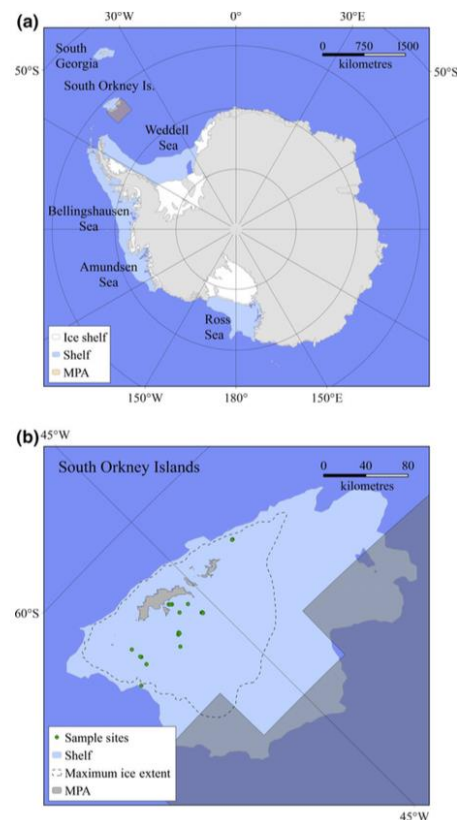 (a)
30°W
0°
30°E
50°S
South
Georgia
0 750 1500
kilometres
50°S
South Orkney Is.
Weddell
Sea
Bellingshausen
Sea
Amundsen
Sea
Ross
Sea
Ice shelf
Shelf
MPA
150°W
180°
150°E
(b)
45°W
South Orkney Islands
0 40 80
kilometres
60°S
Sample sites
Shelf
Maximum ice extent
MPA
45°W